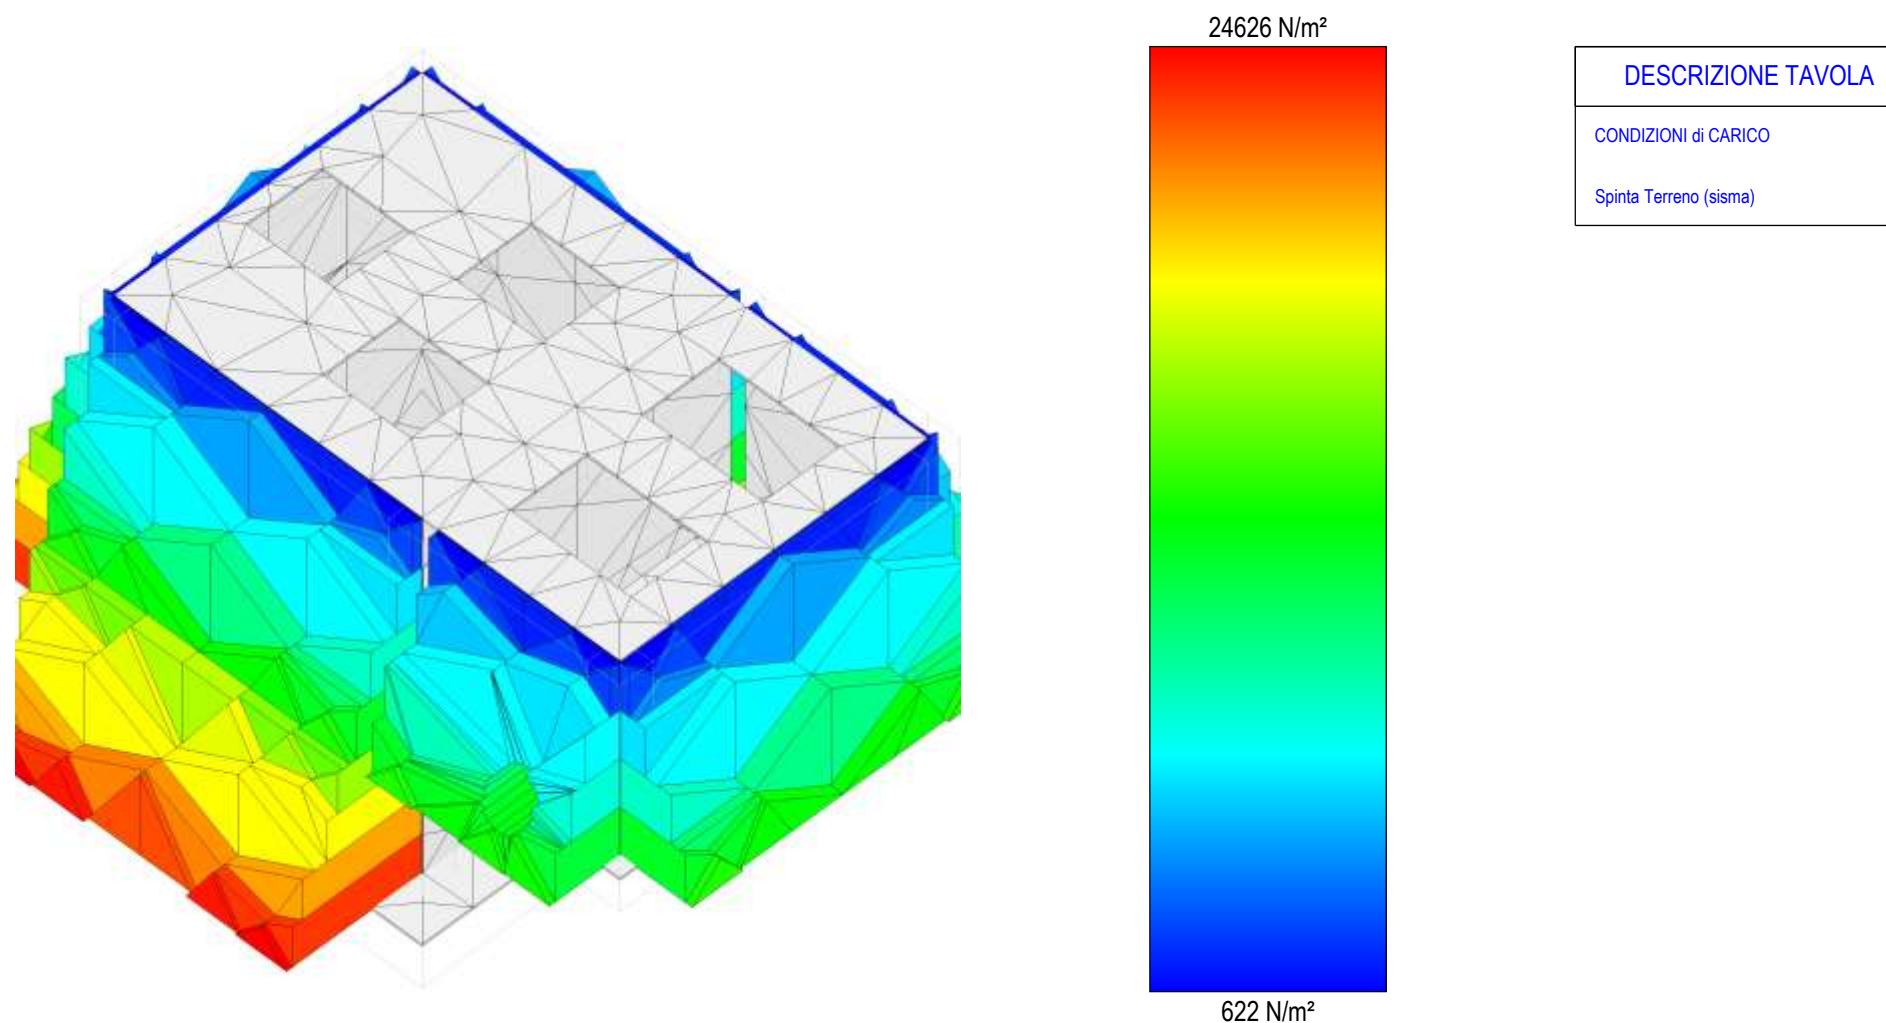 24626 N/m²
DESCRIZIONE TAVOLA
CONDIZIONI di CARICO
Spinta Terreno (sisma)
622 N/m²